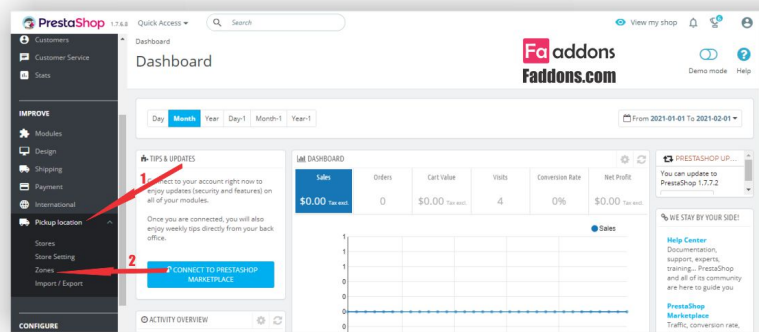 PrestaShop 1.7.6.8 Quick Access Search View my shop
Customers
Customer Service
Stats
IMPROVE
Modules
Design
Shipping
Payment
International
Pickup location
Stores
Store Setting
Zones
Import / Export
CONFIGURE
1
2
Dashboard
Dashboard
Fa addons
Faddons.com
Demo mode Help
Day Month Year Day-1 Month-1 Year-1
From 2021-01-01 To 2021-02-01
TIPS & UPDATES
Connect to your account right now to
enjoy updates (security and features) on
all of your modules.
Once you are connected, you will also
enjoy weekly tips directly from your back
office.
CONNECT TO PRESTASHOP
MARKETPLACE
ACTIVITY OVERVIEW
DASHBOARD
Sales Orders Cart Value Visits Conversion Rate Net Profit
$0.00 Tax excl. 0 $0.00 Tax excl. 4 0% $0.00 Tax excl.
Sales
1
1
1
0
0
0
0
PRESTASHOP UP...
You can update to
PrestaShop 1.7.7.2
WE STAY BY YOUR SIDE!
Help Center
Documentation,
support, experts,
training... PrestaShop
and all of its community
are here to guide you
PrestaShop
Marketplace
Traffic, conversion rate,